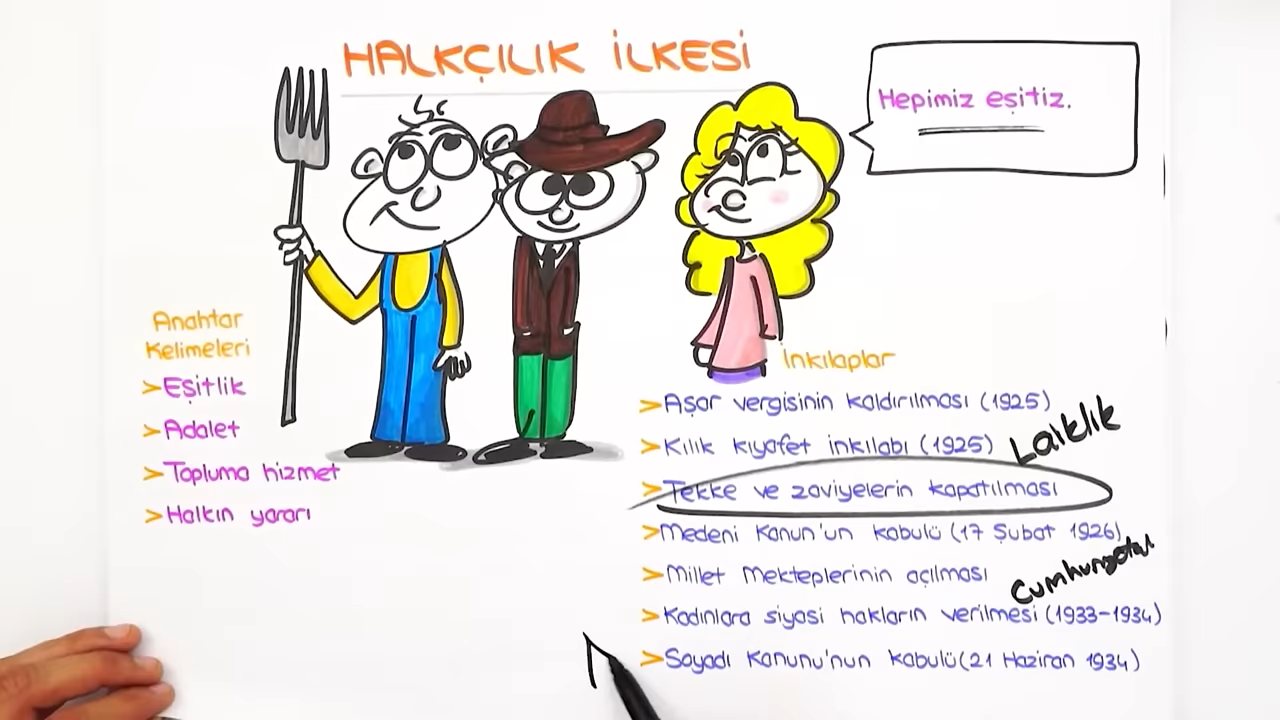 HALKÇILIK İLKESİ
Hepimiz eşitiz.
Anahtar
Kelimeleri
>Eşitlik
>Adalet
>Topluma hizmet
>Halkın yararı
İnkılaplar
>Aşar vergisinin kaldırılması (1925)
>Kılık kıyafet inkılabı (1925)
Laiklik
>Tekke ve zaviyelerin kapatılması
>Medeni Kanun'un kabulü (17 Şubat 1926)
>Millet Mekteplerinin açılması
>Kadınlara siyasi hakların verilmesi (1933-1934)
>Soyadı Kanunu'nun kabulü (21 Haziran 1934)